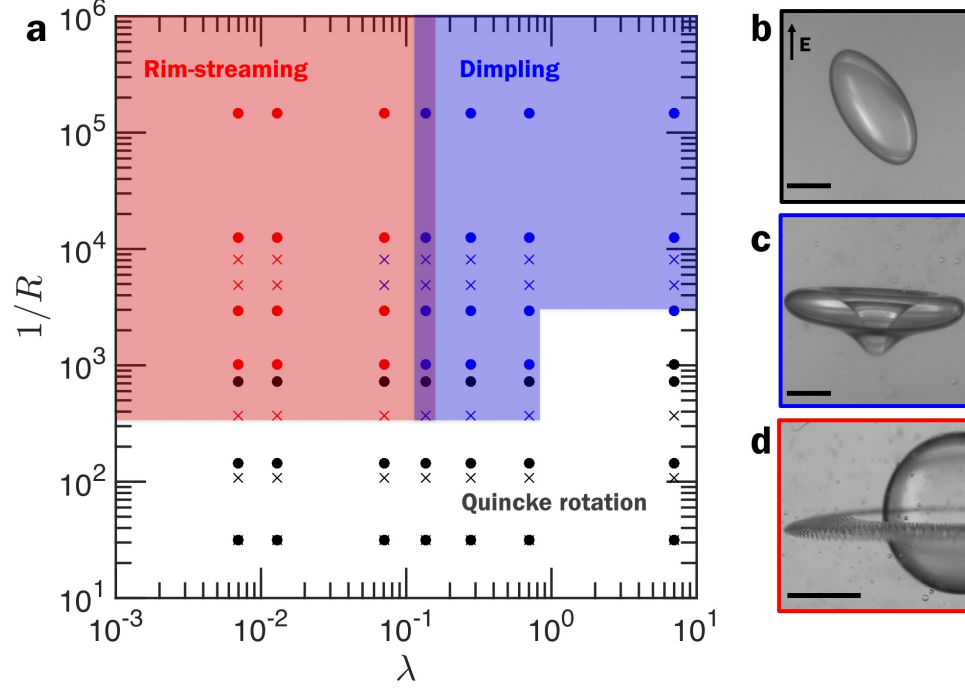 a
Rim-streaming
Dimpling
Quincke rotation
10^6
10^5
10^4
10^3
10^2
10^1
1/R
10^-3
10^-2
10^-1
10^0
10^1
λ
b
E
c
d